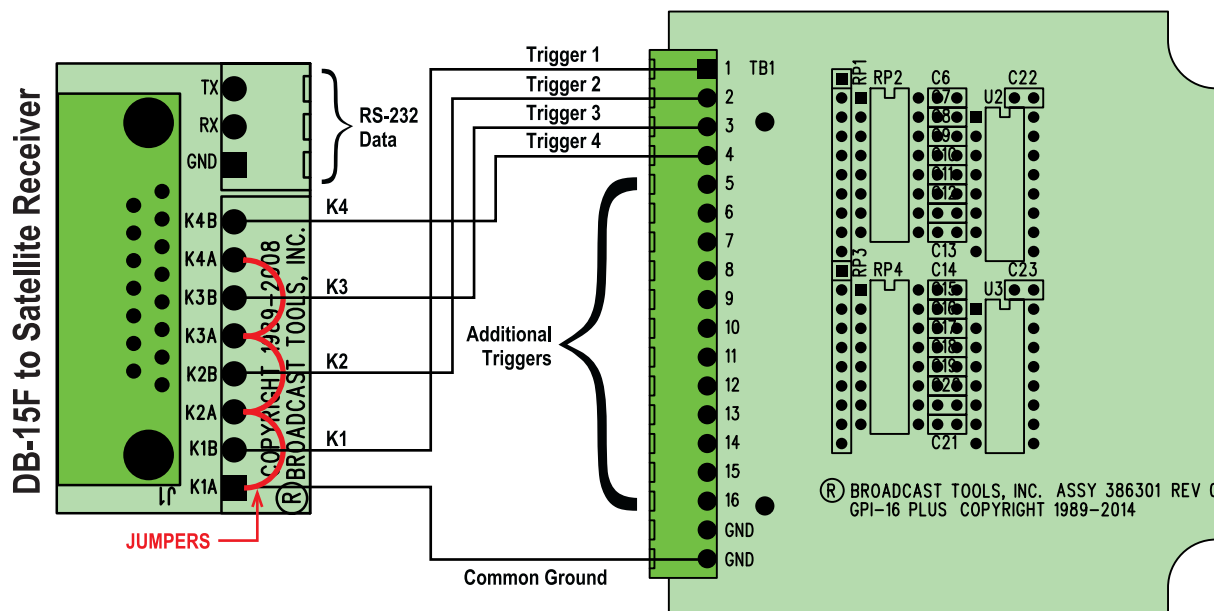 DB-15F to Satellite Receiver
TX
RX
GND
K4B
K4A
K3B
K3A
K2B
K2A
K1B
K1A
J1
JUMPERS
COPYRIGHT 1989-2008
® BROADCAST TOOLS, INC.
RS-232
Data
K4
K3
K2
K1
Trigger 1
Trigger 2
Trigger 3
Trigger 4
Additional
Triggers
Common Ground
1 TB1
2
3
4
5
6
7
8
9
10
11
12
13
14
15
16
GND
GND
RP1
RP2
C6
C7
C8
C9
C10
C11
C12
C13
U2
C22
RP3
RP4
C14
C15
C16
C17
C18
C19
C20
C21
U3
C23
® BROADCAST TOOLS, INC. ASSY 386301 REV
GPI-16 PLUS COPYRIGHT 1989-2014